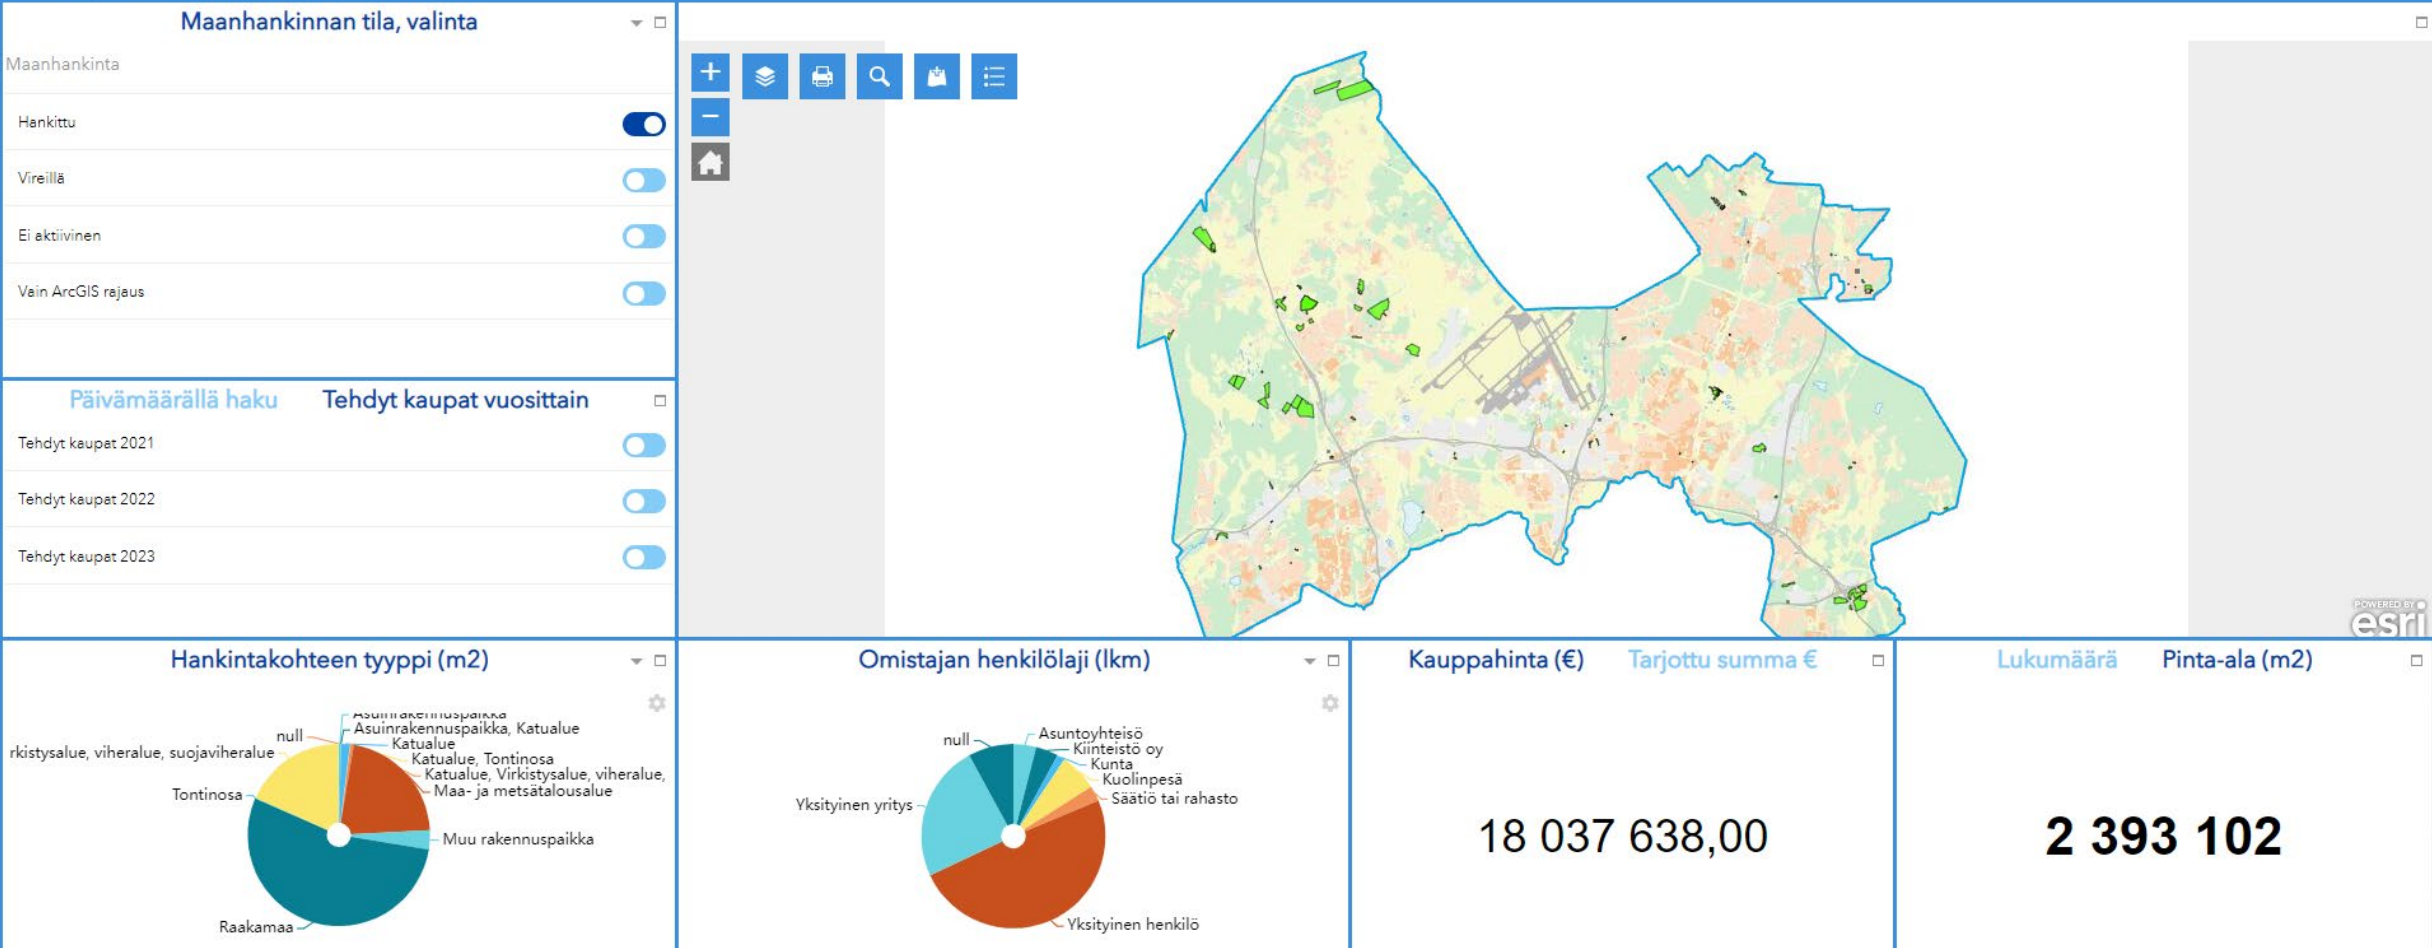 Maanhankinnan tila, valinta
Maanhankinta
Hankittu
Vireillä
Ei aktiivinen
Vain ArcGIS rajaus
Päivämäärällä haku Tehdyt kaupat vuosittain
Tehdyt kaupat 2021
Tehdyt kaupat 2022
Tehdyt kaupat 2023
POWERED BY
esri
Hankintakohteen tyyppi (m2)
Asuinrakennuspaikka
Asuinrakennuspaikka, Katualue
null
Katualue
rkistysalue, viheralue, suojaviheralue
Katualue, Tontinosa
Katualue, Virkistysalue, viheralue,
Maa- ja metsätalousalue
Tontinosa
Muu rakennuspaikka
Raakamaa
Omistajan henkilölaji (lkm)
null
Asuntoyhteisö
Kiinteistö oy
Kunta
Kuolinpesä
Säätiö tai rahasto
Yksityinen yritys
Yksityinen henkilö
Kauppahinta (€) Tarjottu summa €
18 037 638,00
Lukumäärä Pinta-ala (m2)
2 393 102